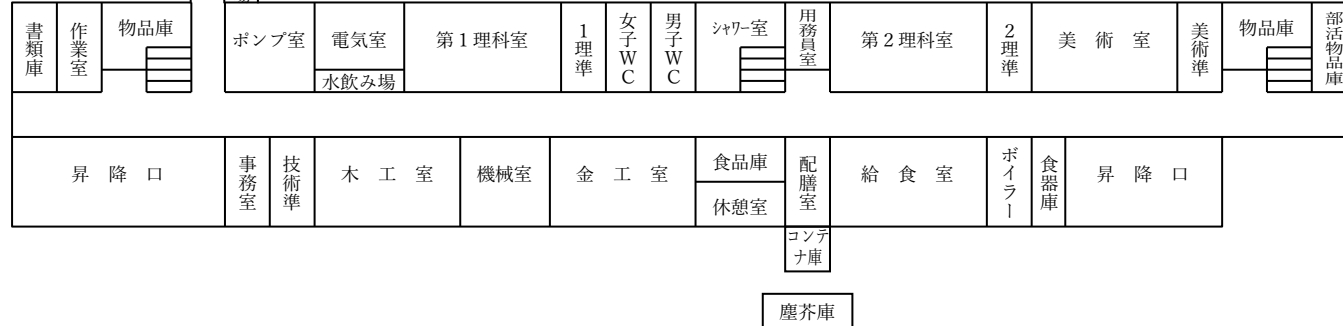 書類庫
作業室
物品庫
ポンプ室
電気室
水飲み場
第1理科室
1理準
女子WC
男子WC
シャワー室
用務員室
第2理科室
2理準
美術室
美術準
物品庫
部活物品庫
昇降口
事務室
技術準
木工室
機械室
金工室
食品庫
休憩室
配膳室
給食室
ボイラー
食器庫
昇降口
コンテ
ナ庫
塵芥庫